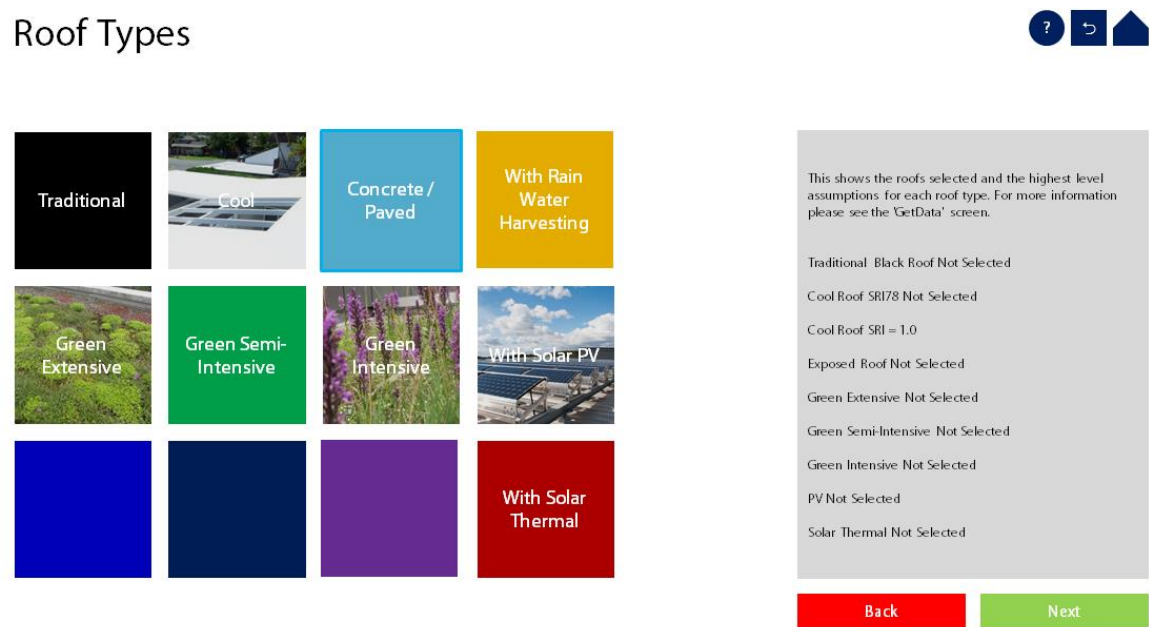 Roof Types
?
Traditional
Cool
Concrete /
Paved
With Rain
Water
Harvesting
Green
Extensive
Green Semi-
Intensive
Green
Intensive
With Solar PV
With Solar
Thermal
This shows the roofs selected and the highest level
assumptions for each roof type. For more information
please see the 'GetData' screen.
Traditional Black Roof Not Selected
Cool Roof SRI78 Not Selected
Cool Roof SRI = 1.0
Exposed Roof Not Selected
Green Extensive Not Selected
Green Semi-Intensive Not Selected
Green Intensive Not Selected
PV Not Selected
Solar Thermal Not Selected
Back
Next